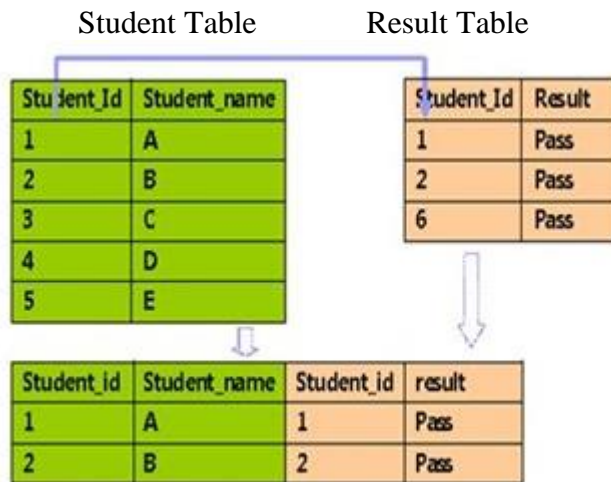 Student Table Result Table
Student_Id Student_name Student_Id Result
1 A 1 Pass
2 B 2 Pass
3 C 6 Pass
4 D
5 E
Student_id Student_name Student_id result
1 A 1 Pass
2 B 2 Pass